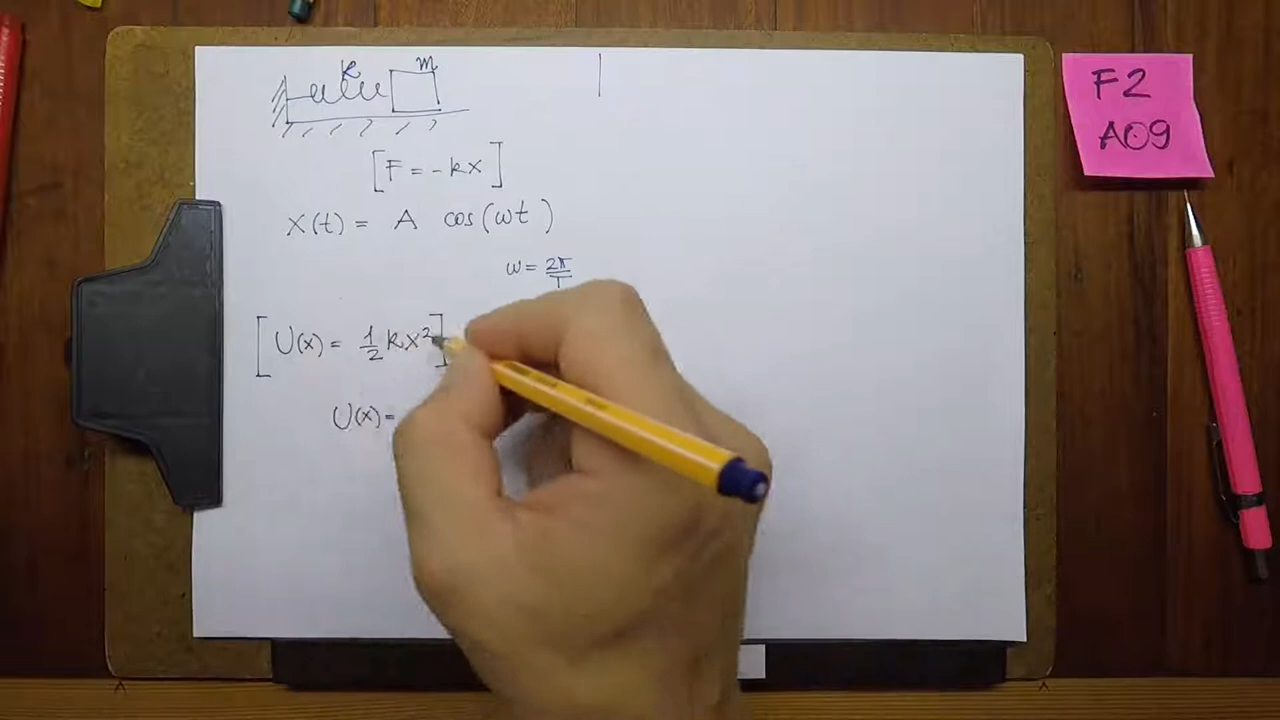 k m
[F = -kx]
x(t) = A cos(ωt)
ω = 2π/T
[U(x) = 1/2 kx²]
U(x) =
F2
A09